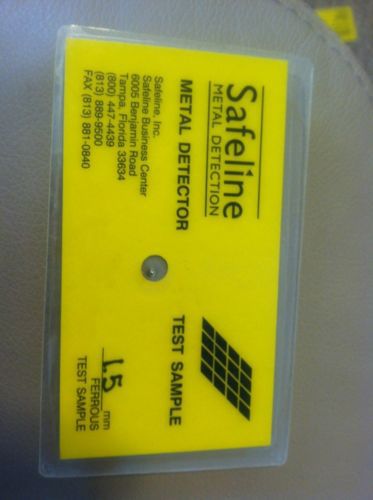 Safeline
METAL DETECTION
METAL DETECTOR
TEST SAMPLE
Safeline, Inc.
Safeline Business Center
6005 Benjamin Road
Tampa, Florida 33634
(800) 447-4439
(813) 889-9500
FAX (813) 881-0840
1.5 mm
FERROUS
TEST SAMPLE